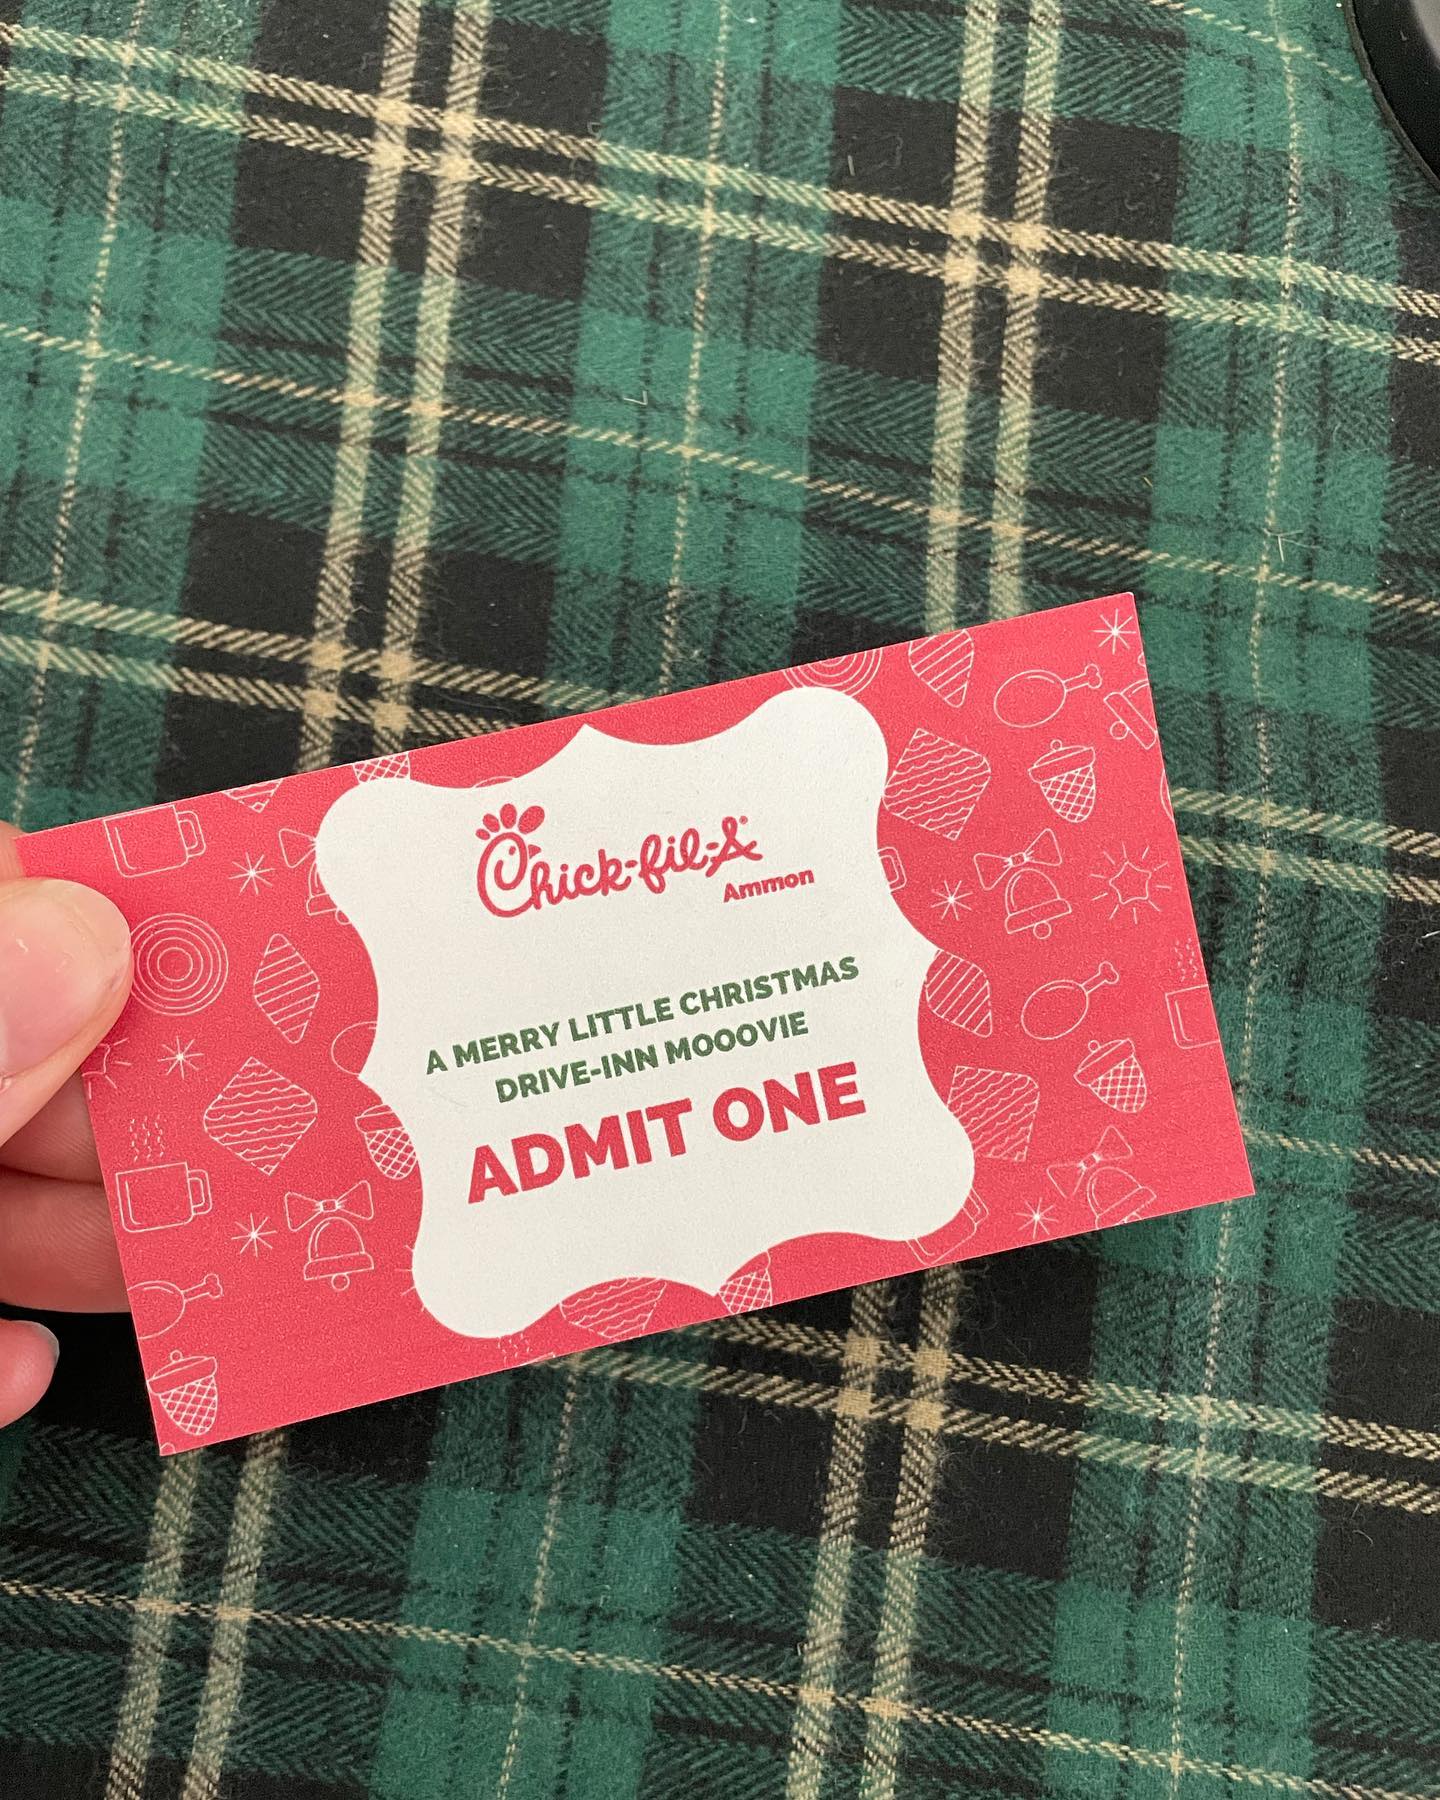 Chick-fil-A®
Ammon
A MERRY LITTLE CHRISTMAS
DRIVE-INN MOOOVIE
ADMIT ONE